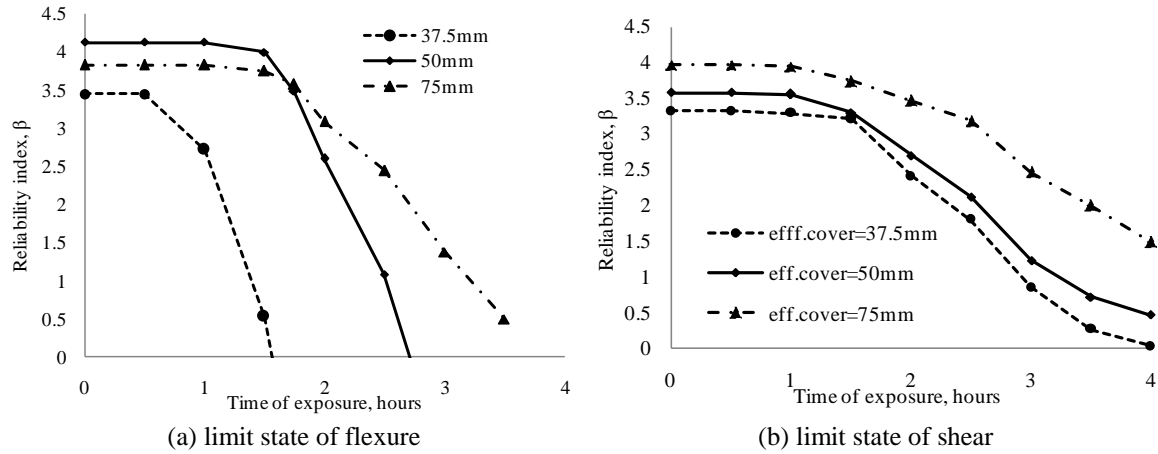 4.5
4
3.5
3
2.5
2
1.5
1
0.5
0
Reliability index, β
37.5mm
50mm
75mm
0 1 2 3 4
Time of exposure, hours
(a) limit state of flexure
4.5
4
3.5
3
2.5
2
1.5
1
0.5
0
Reliability index, β
efff.cover=37.5mm
eff.cover=50mm
eff.cover=75mm
0 1 2 3 4
Time of exposure, hours
(b) limit state of shear